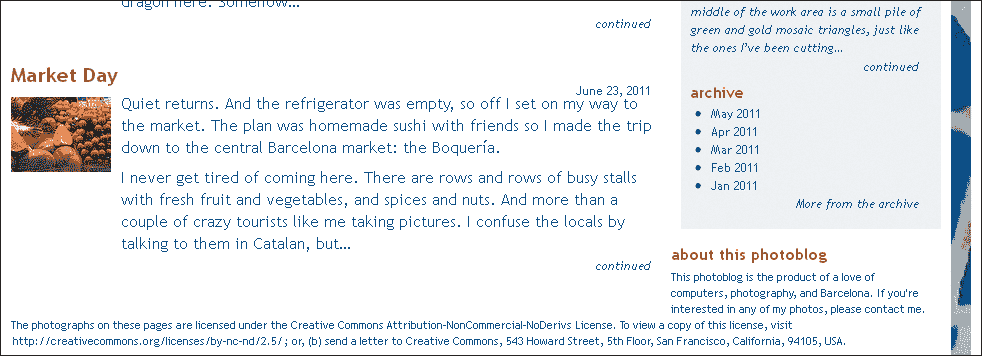 dragon here. Somehow…
continued
Market Day
June 23, 2011
Quiet returns. And the refrigerator was empty, so off I set on my way to
the market. The plan was homemade sushi with friends so I made the trip
down to the central Barcelona market: the Boquería.
I never get tired of coming here. There are rows and rows of busy stalls
with fresh fruit and vegetables, and spices and nuts. And more than a
couple of crazy tourists like me taking pictures. I confuse the locals by
talking to them in Catalan, but…
continued
middle of the work area is a small pile of
green and gold mosaic triangles, just like
the ones I've been cutting…
continued
archive
May 2011
Apr 2011
Mar 2011
Feb 2011
Jan 2011
More from the archive
about this photoblog
This photoblog is the product of a love of
computers, photography, and Barcelona. If you're
interested in any of my photos, please contact me.
The photographs on these pages are licensed under the Creative Commons Attribution-NonCommercial-NoDerivs License. To view a copy of this license, visit
http://creativecommons.org/licenses/by-nc-nd/2.5/; or, (b) send a letter to Creative Commons, 543 Howard Street, 5th Floor, San Francisco, California, 94105, USA.